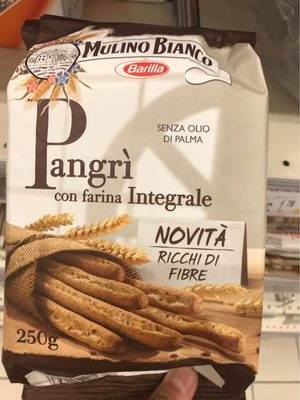 MULINO BIANCO
Barilla
SENZA OLIO
DI PALMA
Pangrì
con farina Integrale
NOVITÀ
RICCHI DI
FIBRE
250g